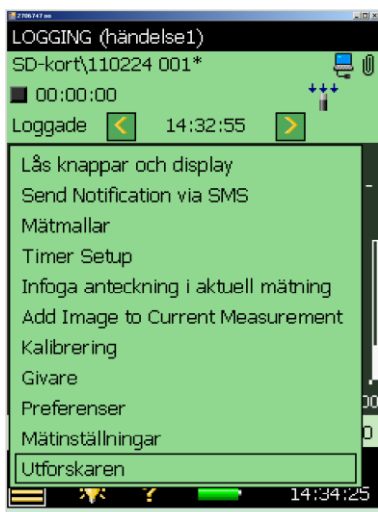 2706747 on
LOGGING (händelse1)
SD-kort\110224 001*
00:00:00
Loggade < 14:32:55 >
Lås knappar och display
Send Notification via SMS
Mätmallar
Timer Setup
Infoga anteckning i aktuell mätning
Add Image to Current Measurement
Kalibrering
Givare
Preferenser
Mätinställningar
Utforskaren
? 14:34:25